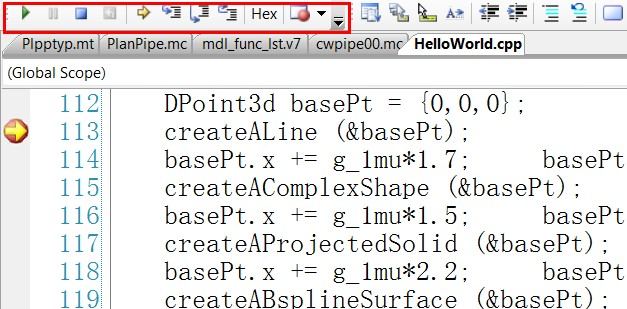 Hex
Plpptyp.mt PlanPipe.mc mdl_func_lst.v7 cwpipe00.mc HelloWorld.cpp
(Global Scope)
112 DPoint3d basePt = {0,0,0};
113 createALine (&basePt);
114 basePt.x += g_1mu*1.7; basePt
115 createAComplexShape (&basePt);
116 basePt.x += g_1mu*1.5; basePt
117 createAProjectedSolid (&basePt);
118 basePt.x += g_1mu*2.2; basePt
119 createABsplineSurface (&basePt);